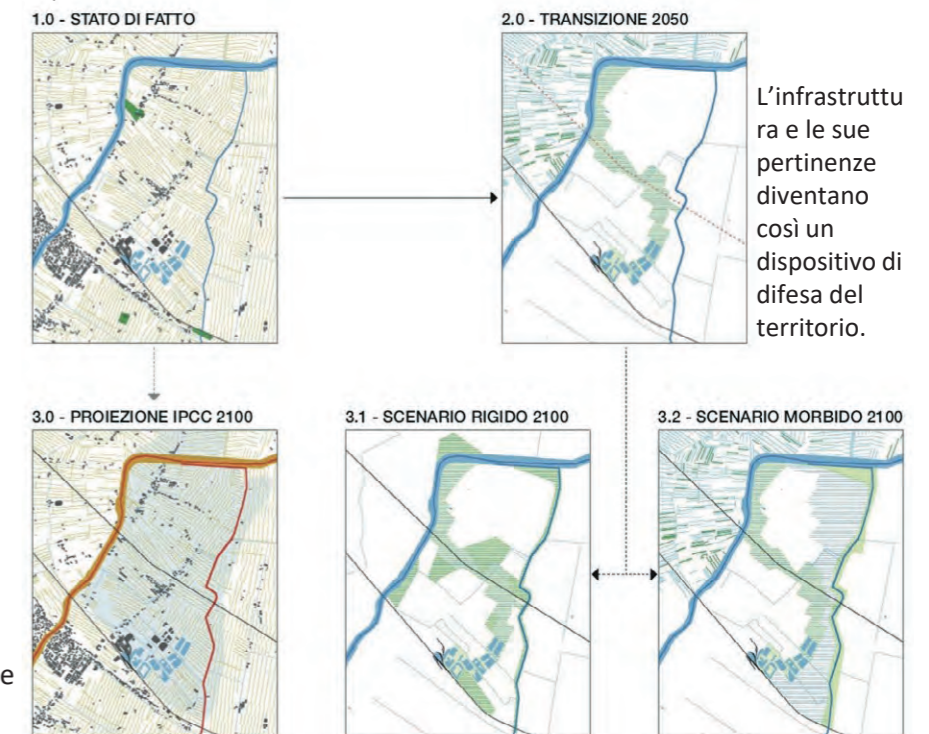 1.0 - STATO DI FATTO
2.0 - TRANSIZIONE 2050
L’infrastruttu
ra e le sue
pertinenze
diventano
così un
dispositivo di
difesa del
territorio.
3.0 - PROIEZIONE IPCC 2100
3.1 - SCENARIO RIGIDO 2100
3.2 - SCENARIO MORBIDO 2100
e